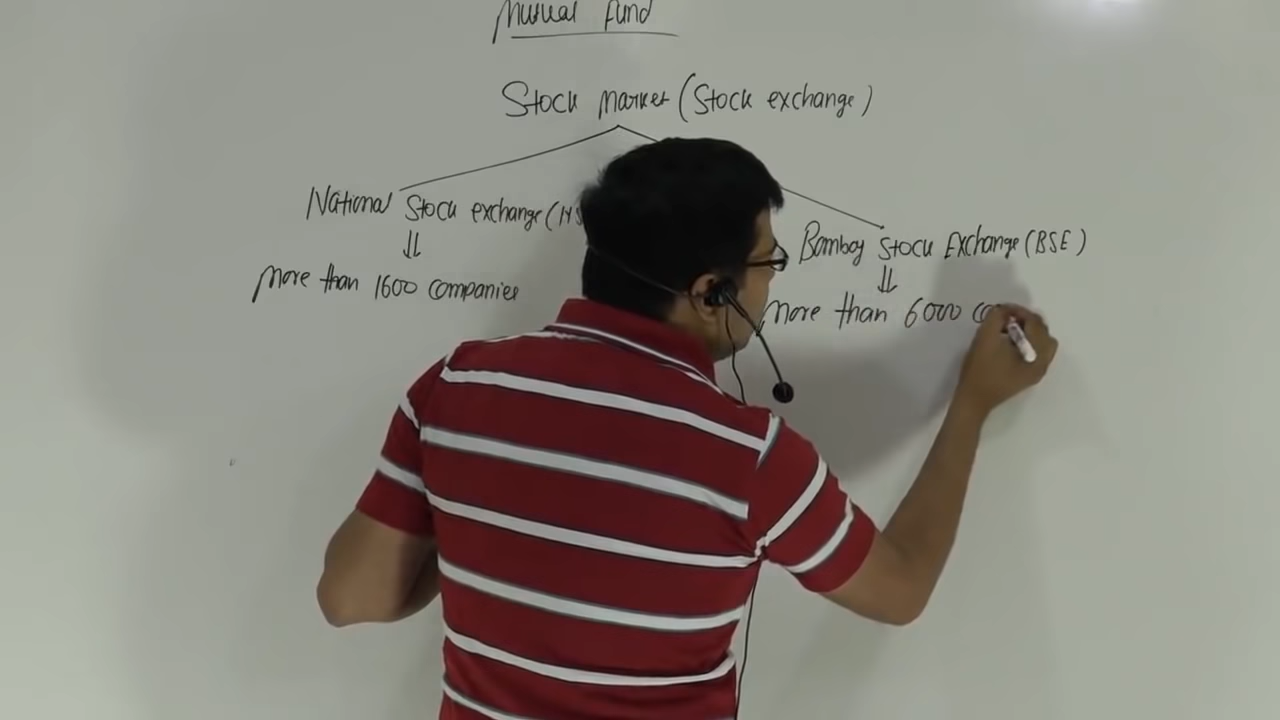 Mutual Fund
Stock Market (Stock exchange)
National Stock exchange (NS
Bombay Stock Exchange (BSE)
⇓
⇓
More than 1600 companies
More than 6000 co